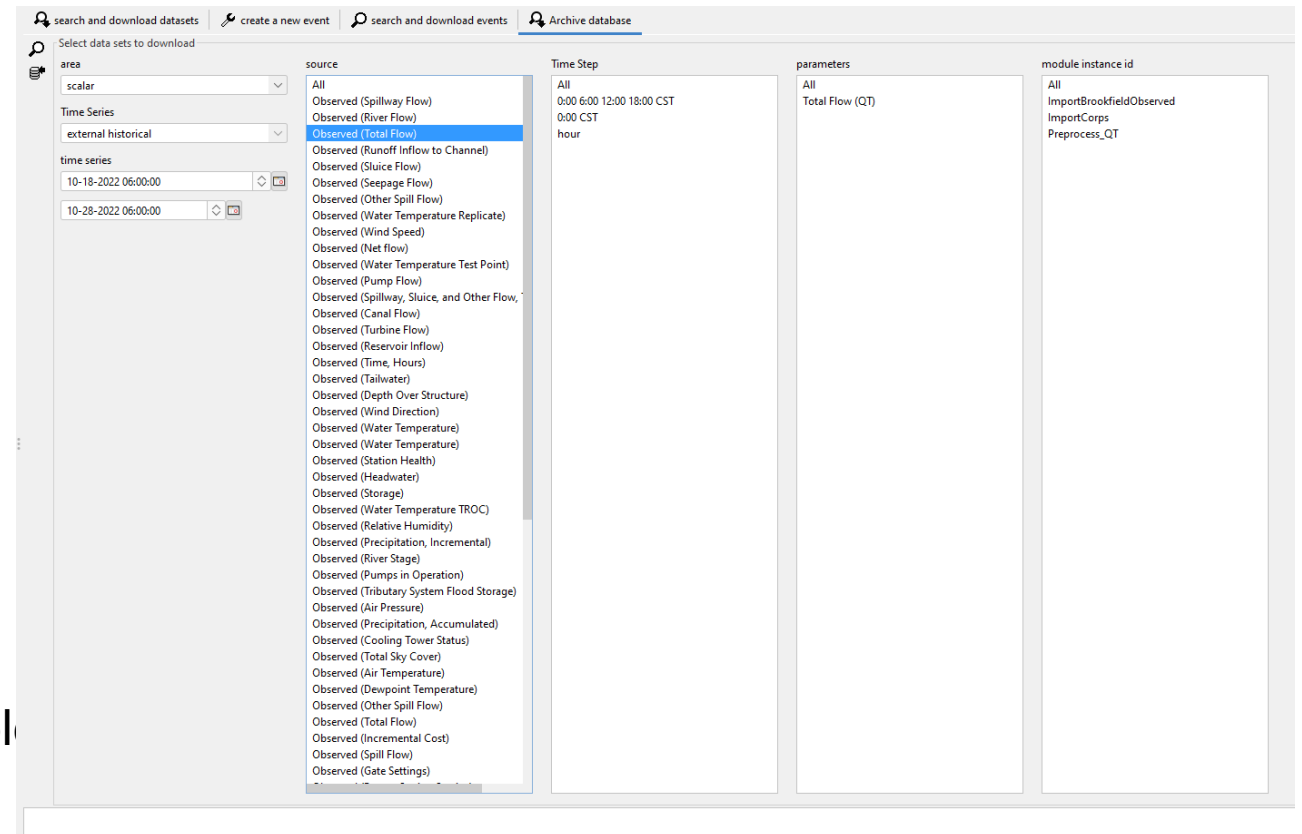 search and download datasets create a new event search and download events Archive database
Select data sets to download
area
scalar
Time Series
external historical
time series
10-18-2022 06:00:00
10-28-2022 06:00:00
source
All
Observed (Spillway Flow)
Observed (River Flow)
Observed (Total Flow)
Observed (Runoff Inflow to Channel)
Observed (Sluice Flow)
Observed (Seepage Flow)
Observed (Other Spill Flow)
Observed (Water Temperature Replicate)
Observed (Wind Speed)
Observed (Net flow)
Observed (Water Temperature Test Point)
Observed (Pump Flow)
Observed (Spillway, Sluice, and Other Flow,
Observed (Canal Flow)
Observed (Turbine Flow)
Observed (Reservoir Inflow)
Observed (Time, Hours)
Observed (Tailwater)
Observed (Depth Over Structure)
Observed (Wind Direction)
Observed (Water Temperature)
Observed (Water Temperature)
Observed (Station Health)
Observed (Headwater)
Observed (Storage)
Observed (Water Temperature TROC)
Observed (Relative Humidity)
Observed (Precipitation, Incremental)
Observed (River Stage)
Observed (Pumps in Operation)
Observed (Tributary System Flood Storage)
Observed (Air Pressure)
Observed (Precipitation, Accumulated)
Observed (Cooling Tower Status)
Observed (Total Sky Cover)
Observed (Air Temperature)
Observed (Dewpoint Temperature)
Observed (Other Spill Flow)
Observed (Total Flow)
Observed (Incremental Cost)
Observed (Spill Flow)
Observed (Gate Settings)
Time Step
All
0:00 6:00 12:00 18:00 CST
0:00 CST
hour
parameters
All
Total Flow (QT)
module instance id
All
ImportBrookfieldObserved
ImportCorps
Preprocess_QT